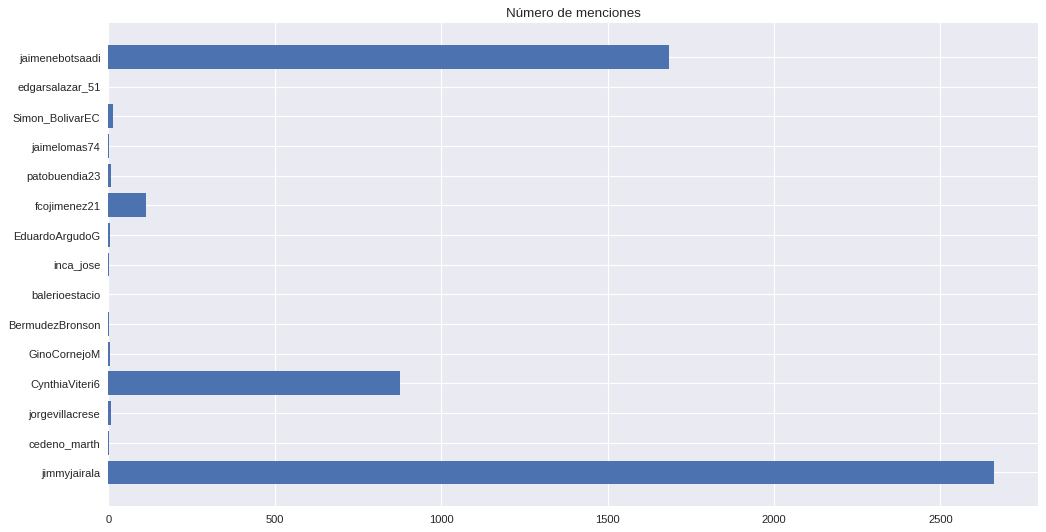 Número de menciones
jaimenebotsaadi
edgarsalazar_51
Simon_BolivarEC
jaimelomas74
patobuendia23
fcojimenez21
EduardoArgudoG
inca_jose
balerioestacio
BermudezBronson
GinoCornejoM
CynthiaViteri6
jorgevillacrese
cedeno_marth
jimmyjairala
0 500 1000 1500 2000 2500